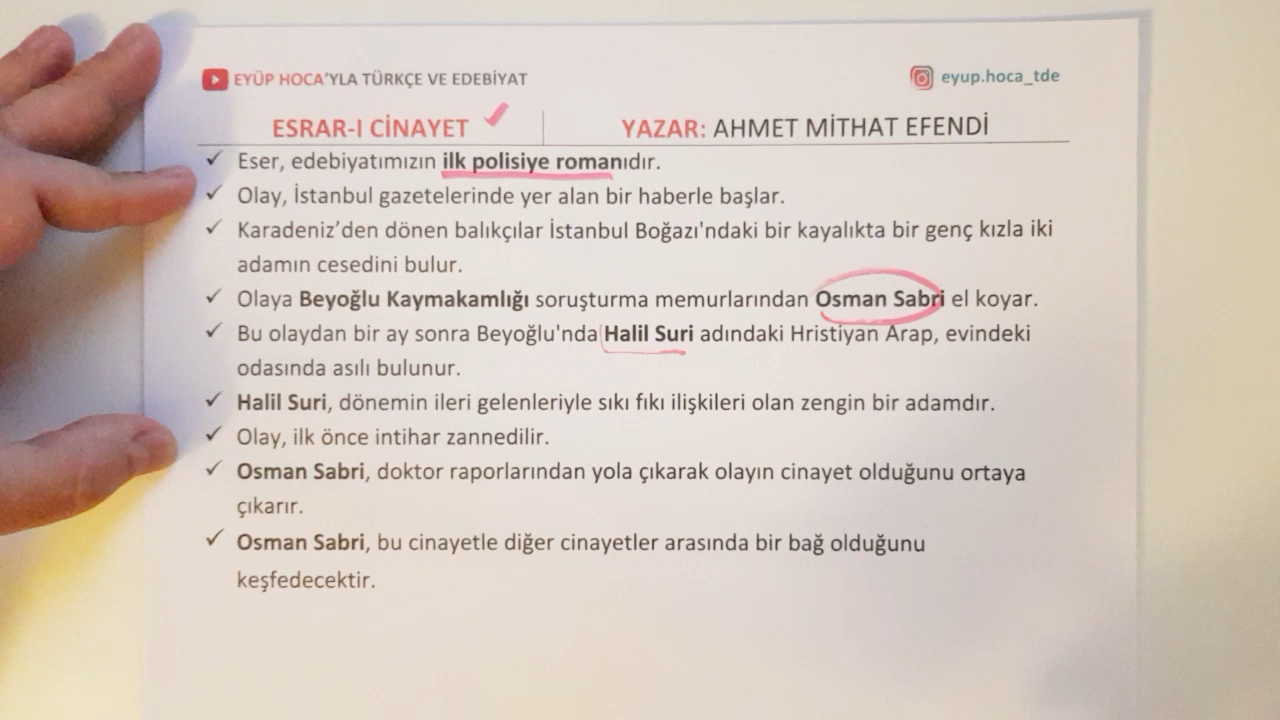 EYÜP HOCA'YLA TÜRKÇE VE EDEBİYAT
eyup.hoca_tde
ESRAR-I CİNAYET
YAZAR: AHMET MİTHAT EFENDİ
✓ Eser, edebiyatımızın ilk polisiye romanıdır.
✓ Olay, İstanbul gazetelerinde yer alan bir haberle başlar.
✓ Karadeniz'den dönen balıkçılar İstanbul Boğazı'ndaki bir kayalıkta bir genç kızla iki
adamın cesedini bulur.
✓ Olaya Beyoğlu Kaymakamlığı soruşturma memurlarından Osman Sabri el koyar.
✓ Bu olaydan bir ay sonra Beyoğlu'nda Halil Suri adındaki Hristiyan Arap, evindeki
odasında asılı bulunur.
✓ Halil Suri, dönemin ileri gelenleriyle sıkı fıkı ilişkileri olan zengin bir adamdır.
✓ Olay, ilk önce intihar zannedilir.
✓ Osman Sabri, doktor raporlarından yola çıkarak olayın cinayet olduğunu ortaya
çıkarır.
✓ Osman Sabri, bu cinayetle diğer cinayetler arasında bir bağ olduğunu
keşfedecektir.